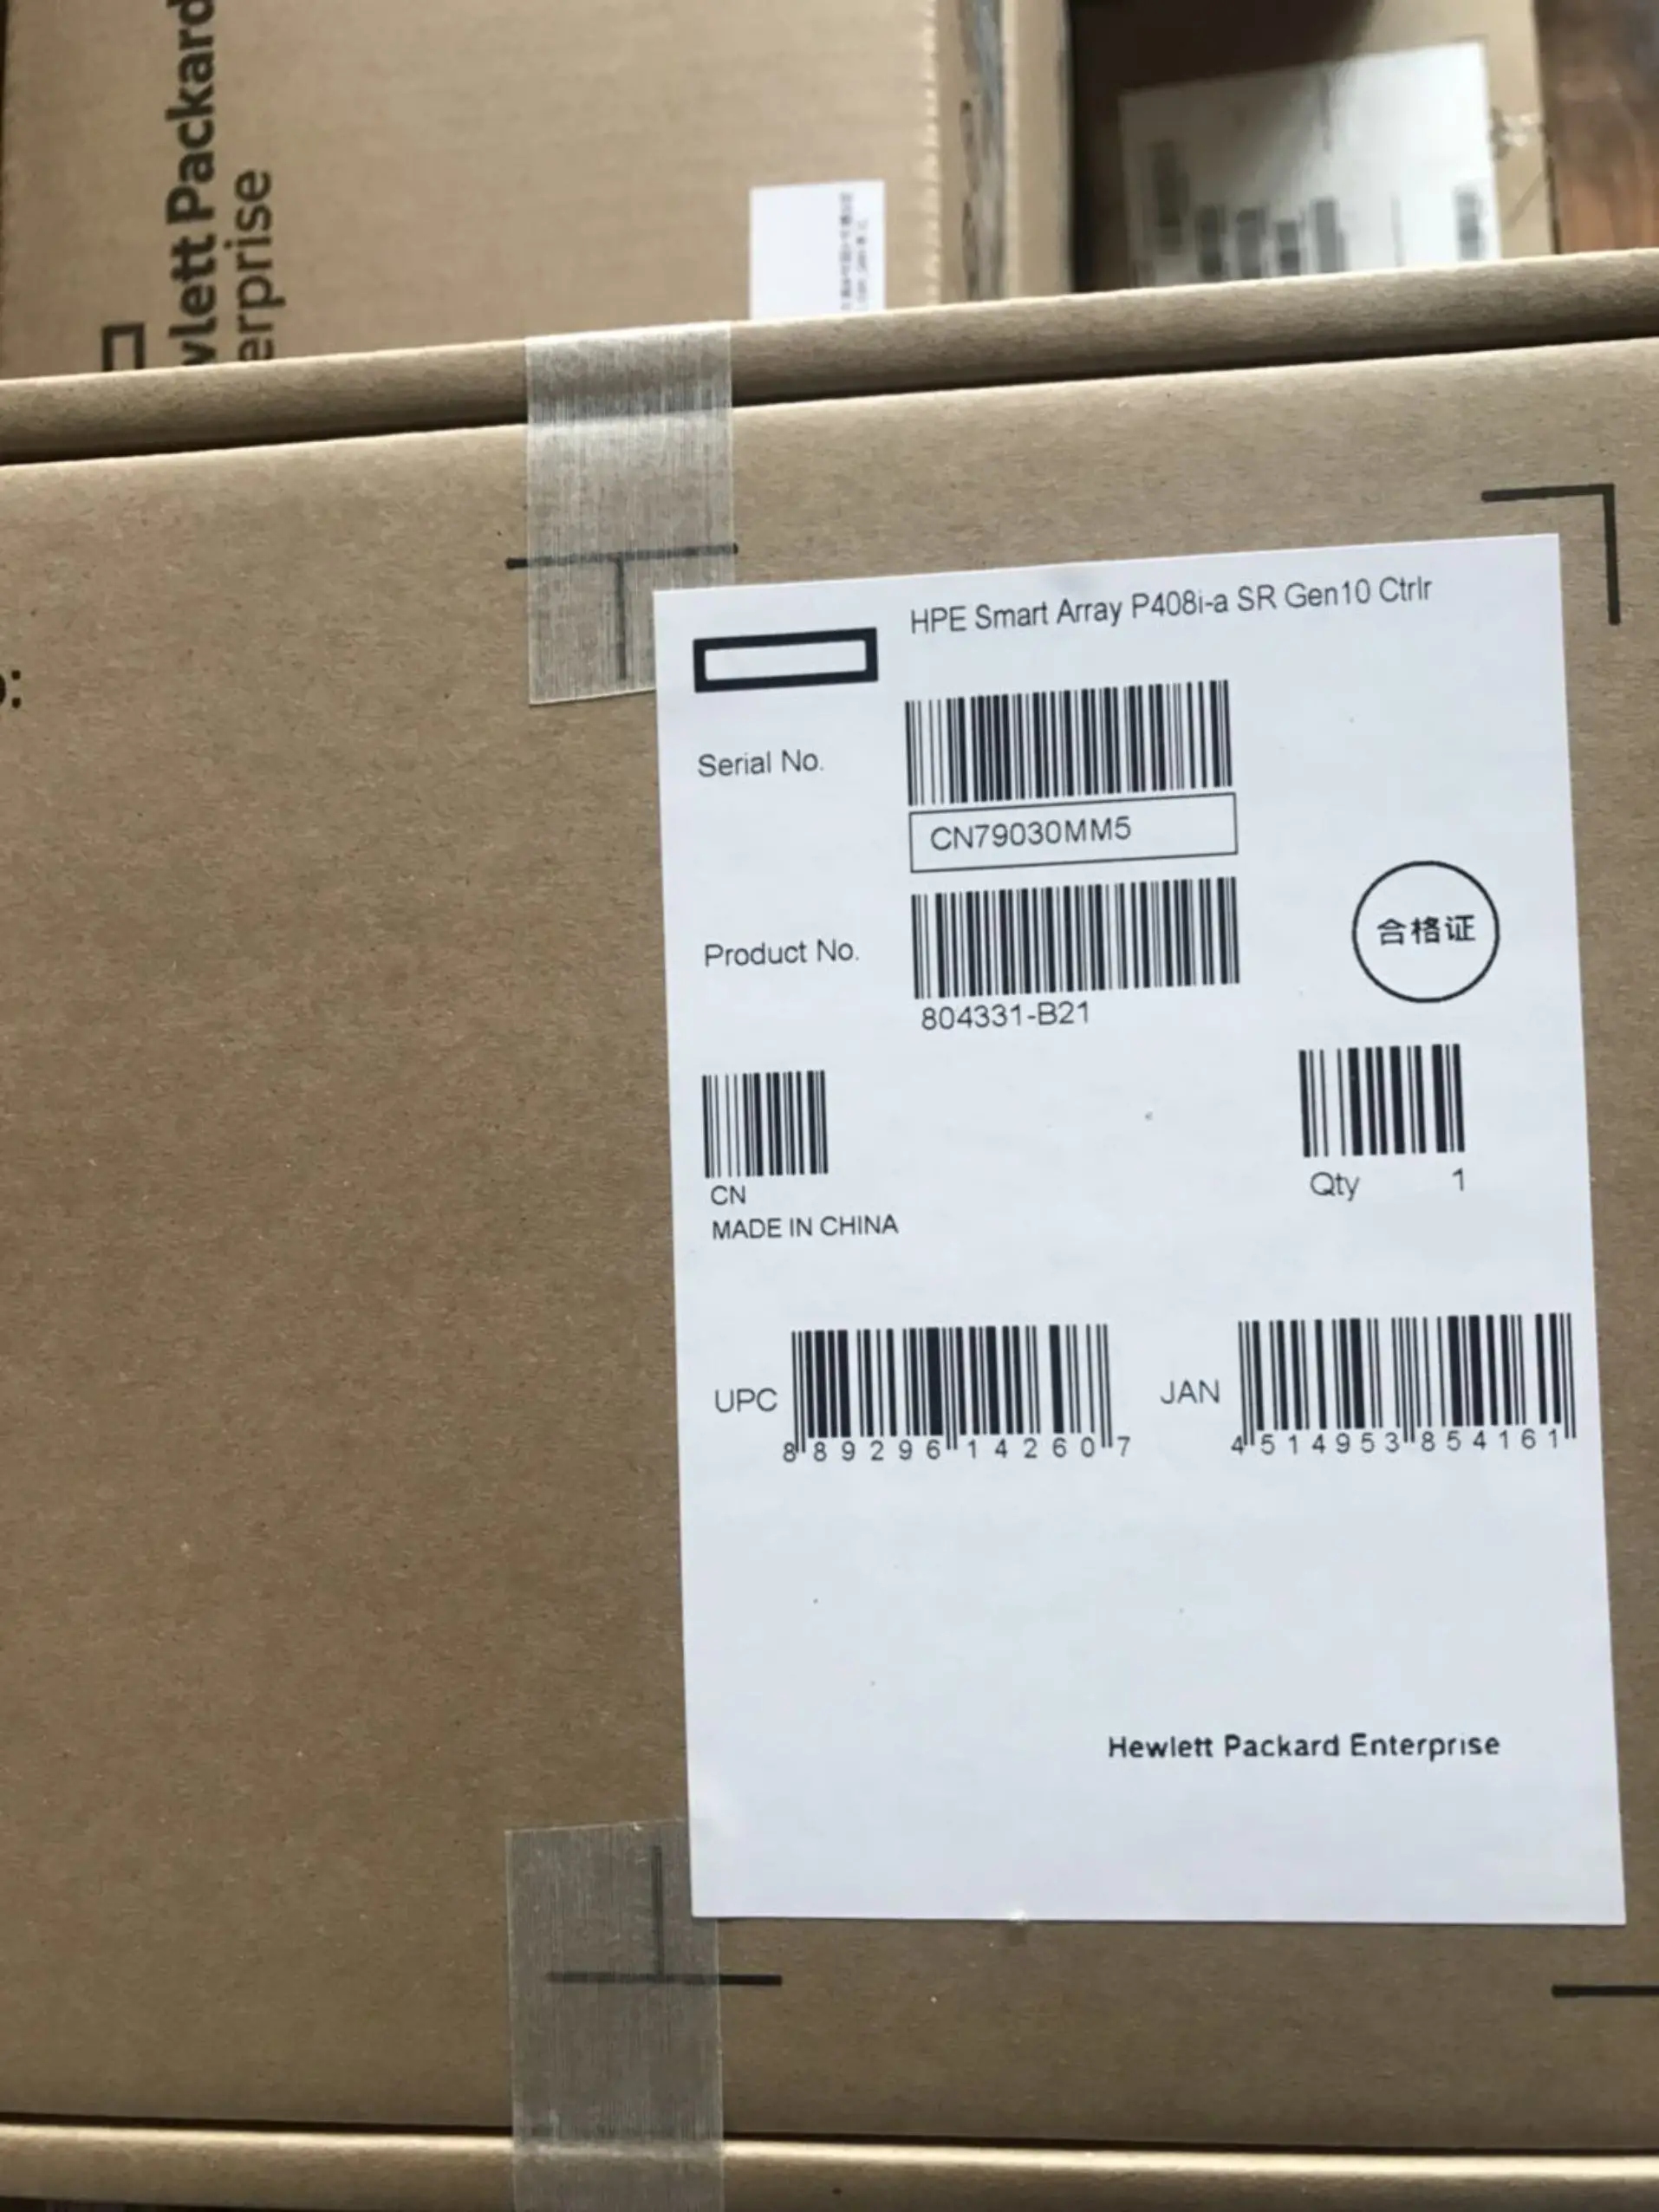 wlett Packard
erprise
HPE Smart Array P408i-a SR Gen10 Ctrlr
Serial No.
CN79030MM5
Product No.
804331-B21
合格证
CN
MADE IN CHINA
Qty 1
UPC
8 89296 14260 7
JAN
4 514953 854161
Hewlett Packard Enterprise